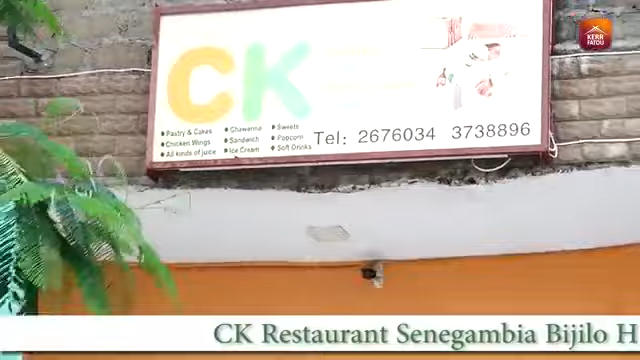 KERR
FATOU
CK
• Pastry & Cakes
• Chicken Wings
• All kinds of juice
• Chawarma
• Sandwich
• Ice Cream
• Sweets
• Popcorn
• Soft Drinks
Tel: 2676034 3738896
CK Restaurant Senegambia Bijilo H